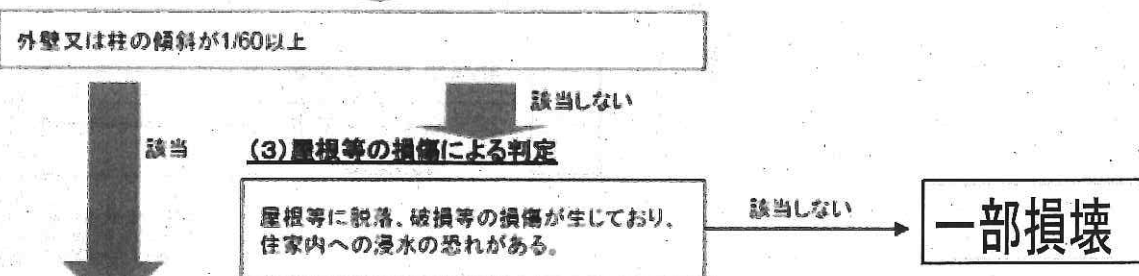 外壁又は柱の傾斜が1/60以上
該当しない
該当
(3)屋根等の損傷による判定
屋根等に脱落、破損等の損傷が生じており、
住家内への浸水の恐れがある。
該当しない
一部損壊